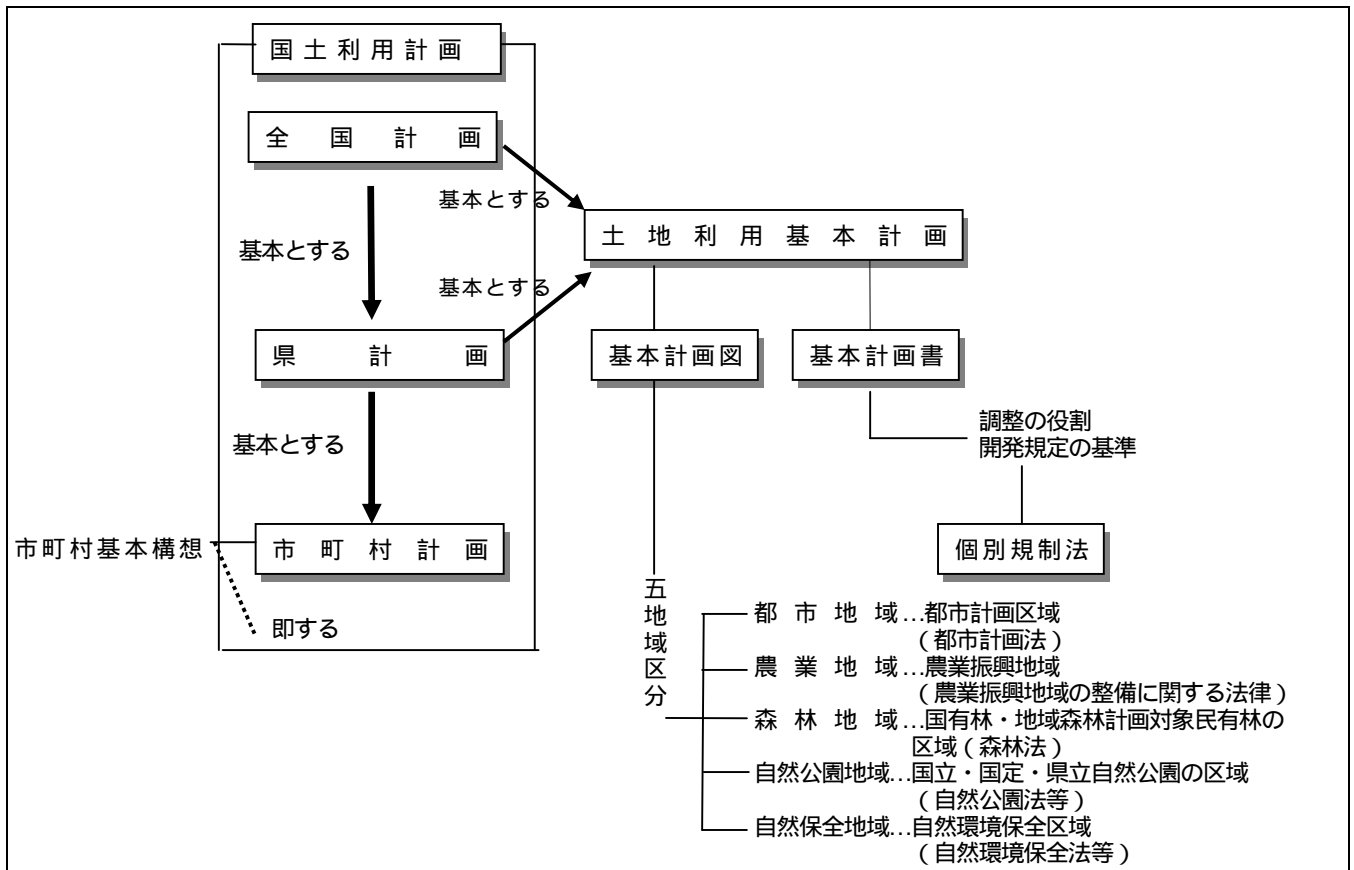 国土利用計画
全国計画
基本とする
土地利用基本計画
基本とする
基本とする
県計画
基本計画図
基本計画書
調整の役割
開発規定の基準
基本とする
市町村基本構想
市町村計画
個別規制法
即する
五地域区分
都市地域…都市計画区域
(都市計画法)
農業地域…農業振興地域
(農業振興地域の整備に関する法律)
森林地域…国有林・地域森林計画対象民有林の
区域(森林法)
自然公園地域…国立・国定・県立自然公園の区域
(自然公園法等)
自然保全地域…自然環境保全区域
(自然環境保全法等)